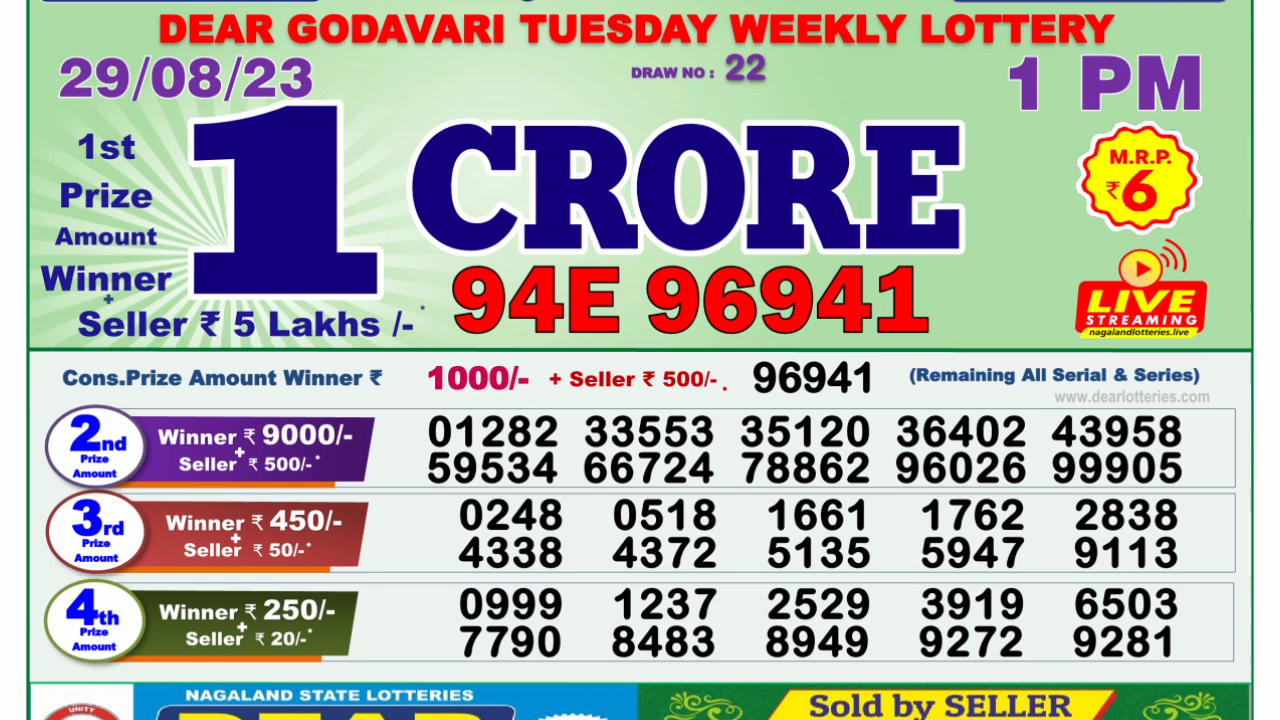 DEAR GODAVARI TUESDAY WEEKLY LOTTERY
29/08/23
DRAW NO : 22
1 PM
1st
Prize
Amount
Winner
+
Seller ₹ 5 Lakhs /- *
1 CRORE
94E 96941
M.R.P.
₹6
LIVE
STREAMING
nagalandlotteries.live
Cons.Prize Amount Winner ₹ 1000/- + Seller ₹ 500/- . 96941 (Remaining All Serial & Series)
www.dearlotteries.com
2nd
Prize
Amount
Winner ₹ 9000/-
+
Seller ₹ 500/-*
01282 33553 35120 36402 43958
59534 66724 78862 96026 99905
3rd
Prize
Amount
Winner ₹ 450/-
+
Seller ₹ 50/-*
0248 0518 1661 1762 2838
4338 4372 5135 5947 9113
4th
Prize
Amount
Winner ₹ 250/-
+
Seller ₹ 20/-*
0999 1237 2529 3919 6503
7790 8483 8949 9272 9281
UNITY
NAGALAND STATE LOTTERIES
DEAR
Sold by SELLER